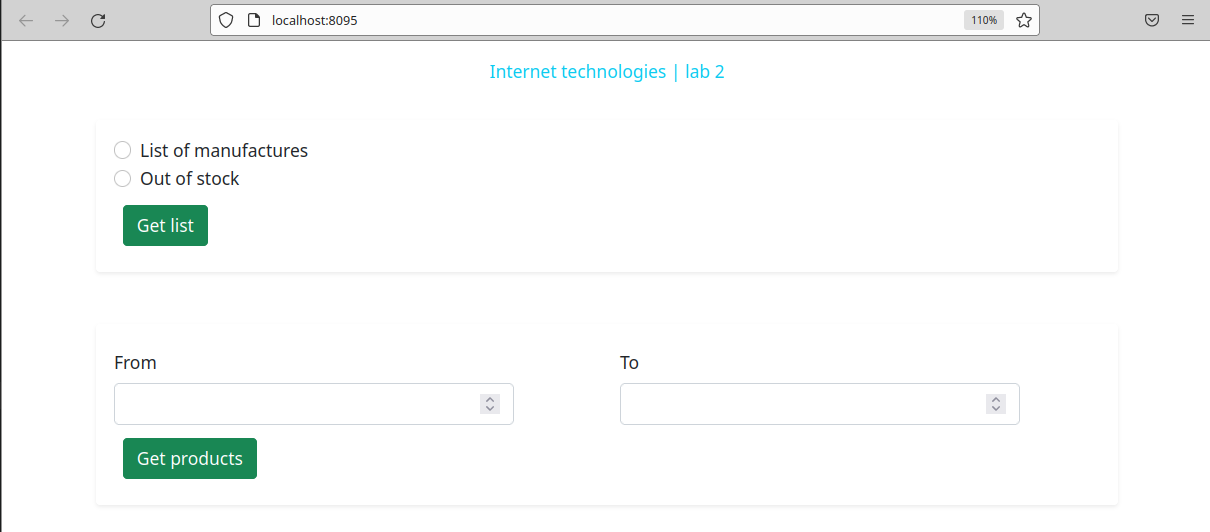 localhost:8095
110%
Internet technologies | lab 2
List of manufactures
Out of stock
Get list
From
To
Get products